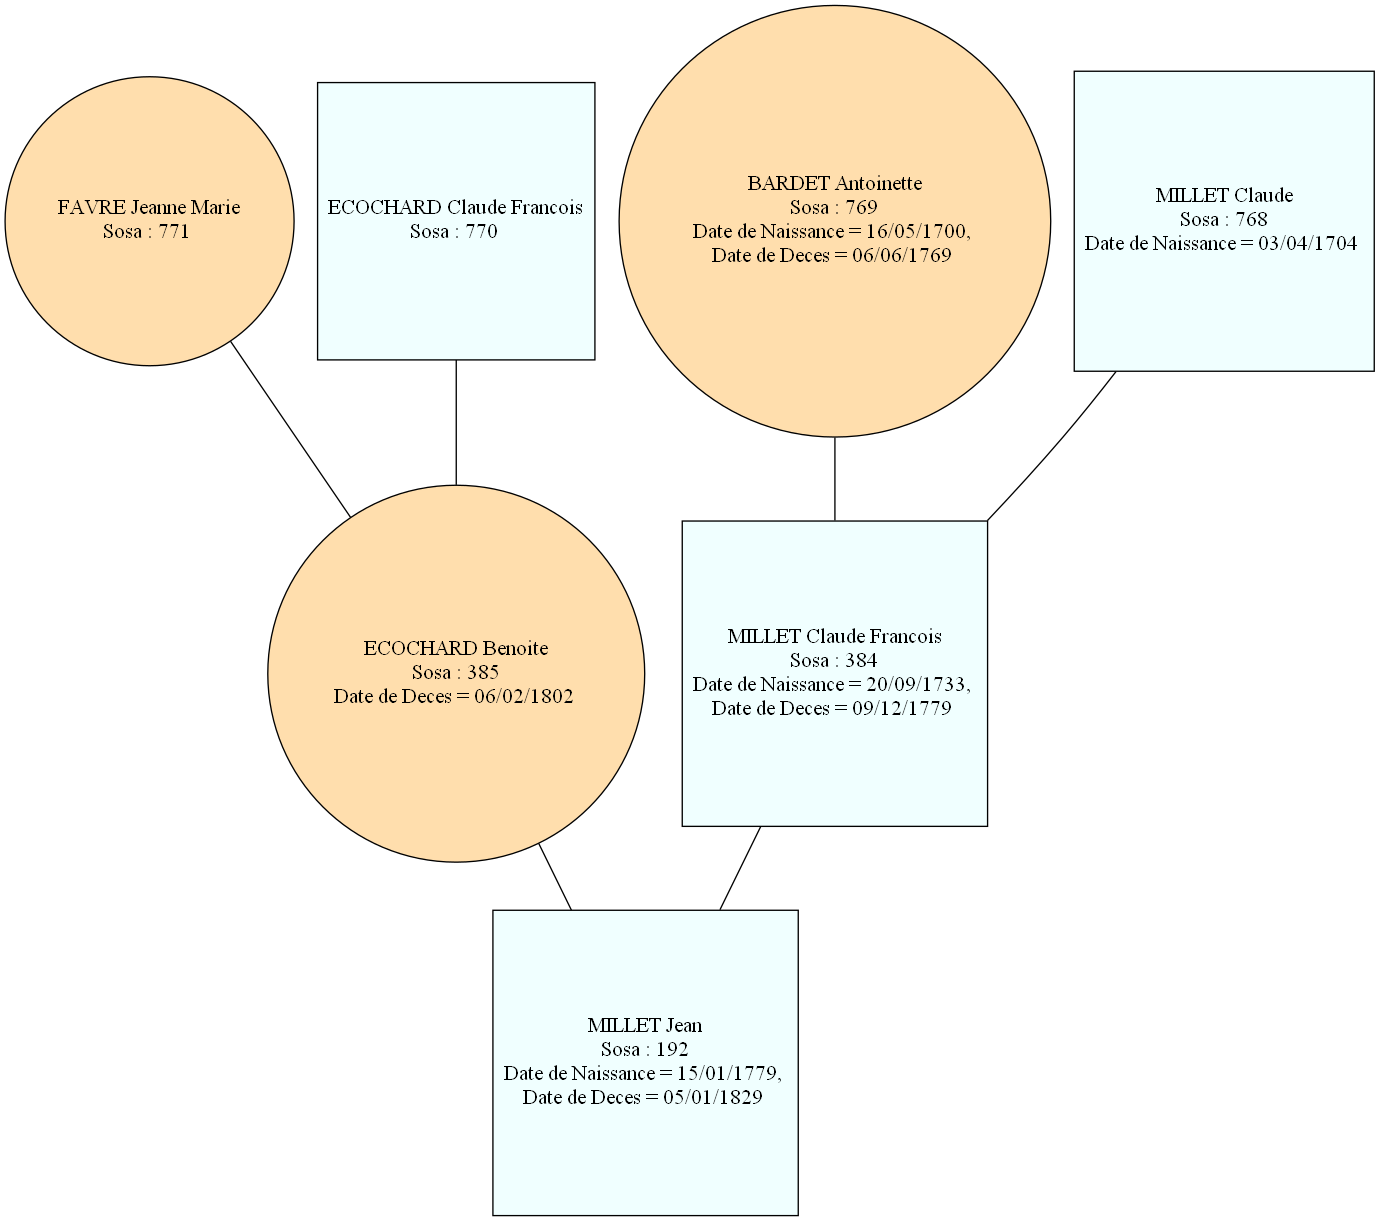 FAVRE Jeanne Marie
Sosa : 771
ECOCHARD Claude Francois
Sosa : 770
BARDET Antoinette
Sosa : 769
Date de Naissance = 16/05/1700,
Date de Deces = 06/06/1769
MILLET Claude
Sosa : 768
Date de Naissance = 03/04/1704
ECOCHARD Benoite
Sosa : 385
Date de Deces = 06/02/1802
MILLET Claude Francois
Sosa : 384
Date de Naissance = 20/09/1733,
Date de Deces = 09/12/1779
MILLET Jean
Sosa : 192
Date de Naissance = 15/01/1779,
Date de Deces = 05/01/1829